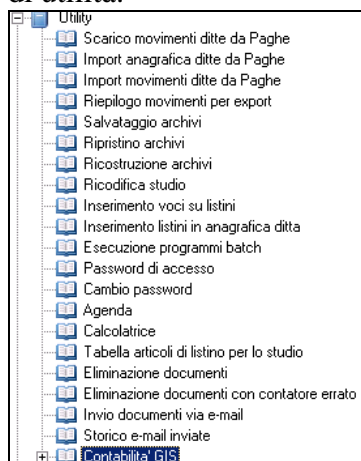 Utility
Scarico movimenti ditte da Paghe
Import anagrafica ditte da Paghe
Import movimenti ditte da Paghe
Riepilogo movimenti per export
Salvataggio archivi
Ripristino archivi
Ricostruzione archivi
Ricodifica studio
Inserimento voci su listini
Inserimento listini in anagrafica ditta
Esecuzione programmi batch
Password di accesso
Cambio password
Agenda
Calcolatrice
Tabella articoli di listino per lo studio
Eliminazione documenti
Eliminazione documenti con contatore errato
Invio documenti via e-mail
Storico e-mail inviate
Contabilita' GIS